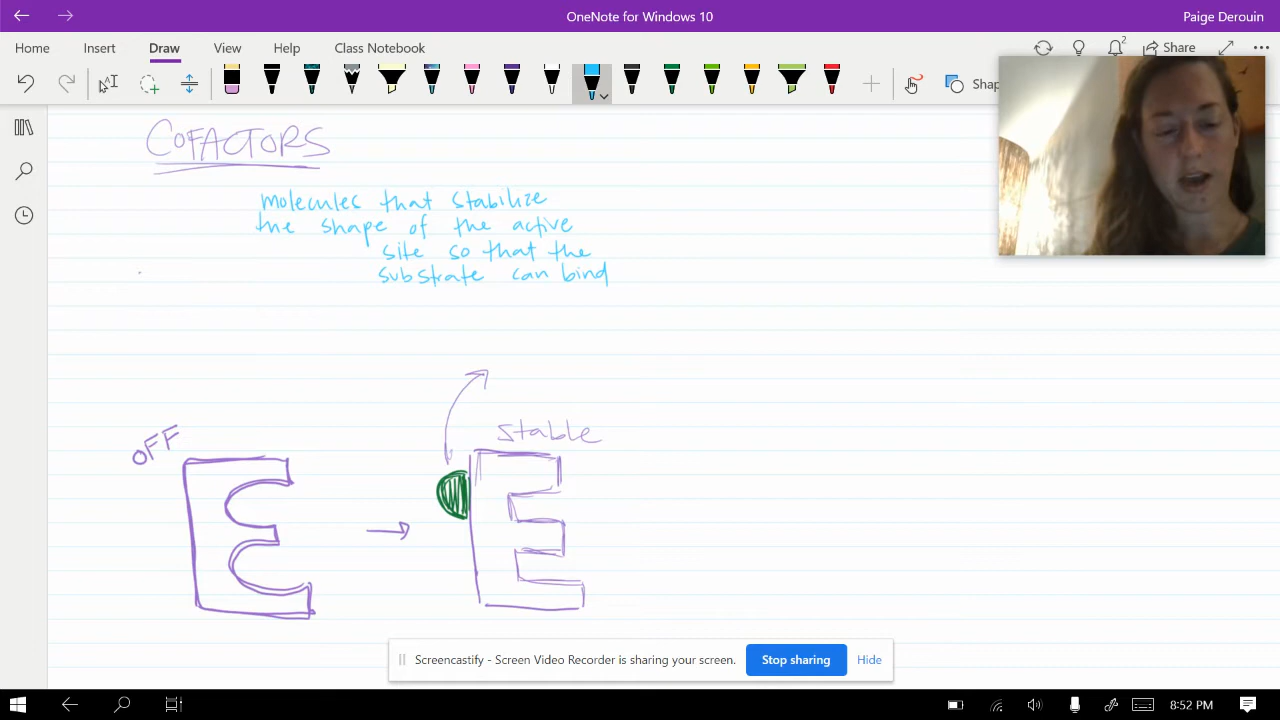 OneNote for Windows 10
Paige Derouin
Home Insert Draw View Help Class Notebook
2
Share
Shap
COFACTORS
molecules that stabilize
the shape of the active
site so that the
substrate can bind
OFF
stable
Screencastify - Screen Video Recorder is sharing your screen.
Stop sharing
Hide
8:52 PM